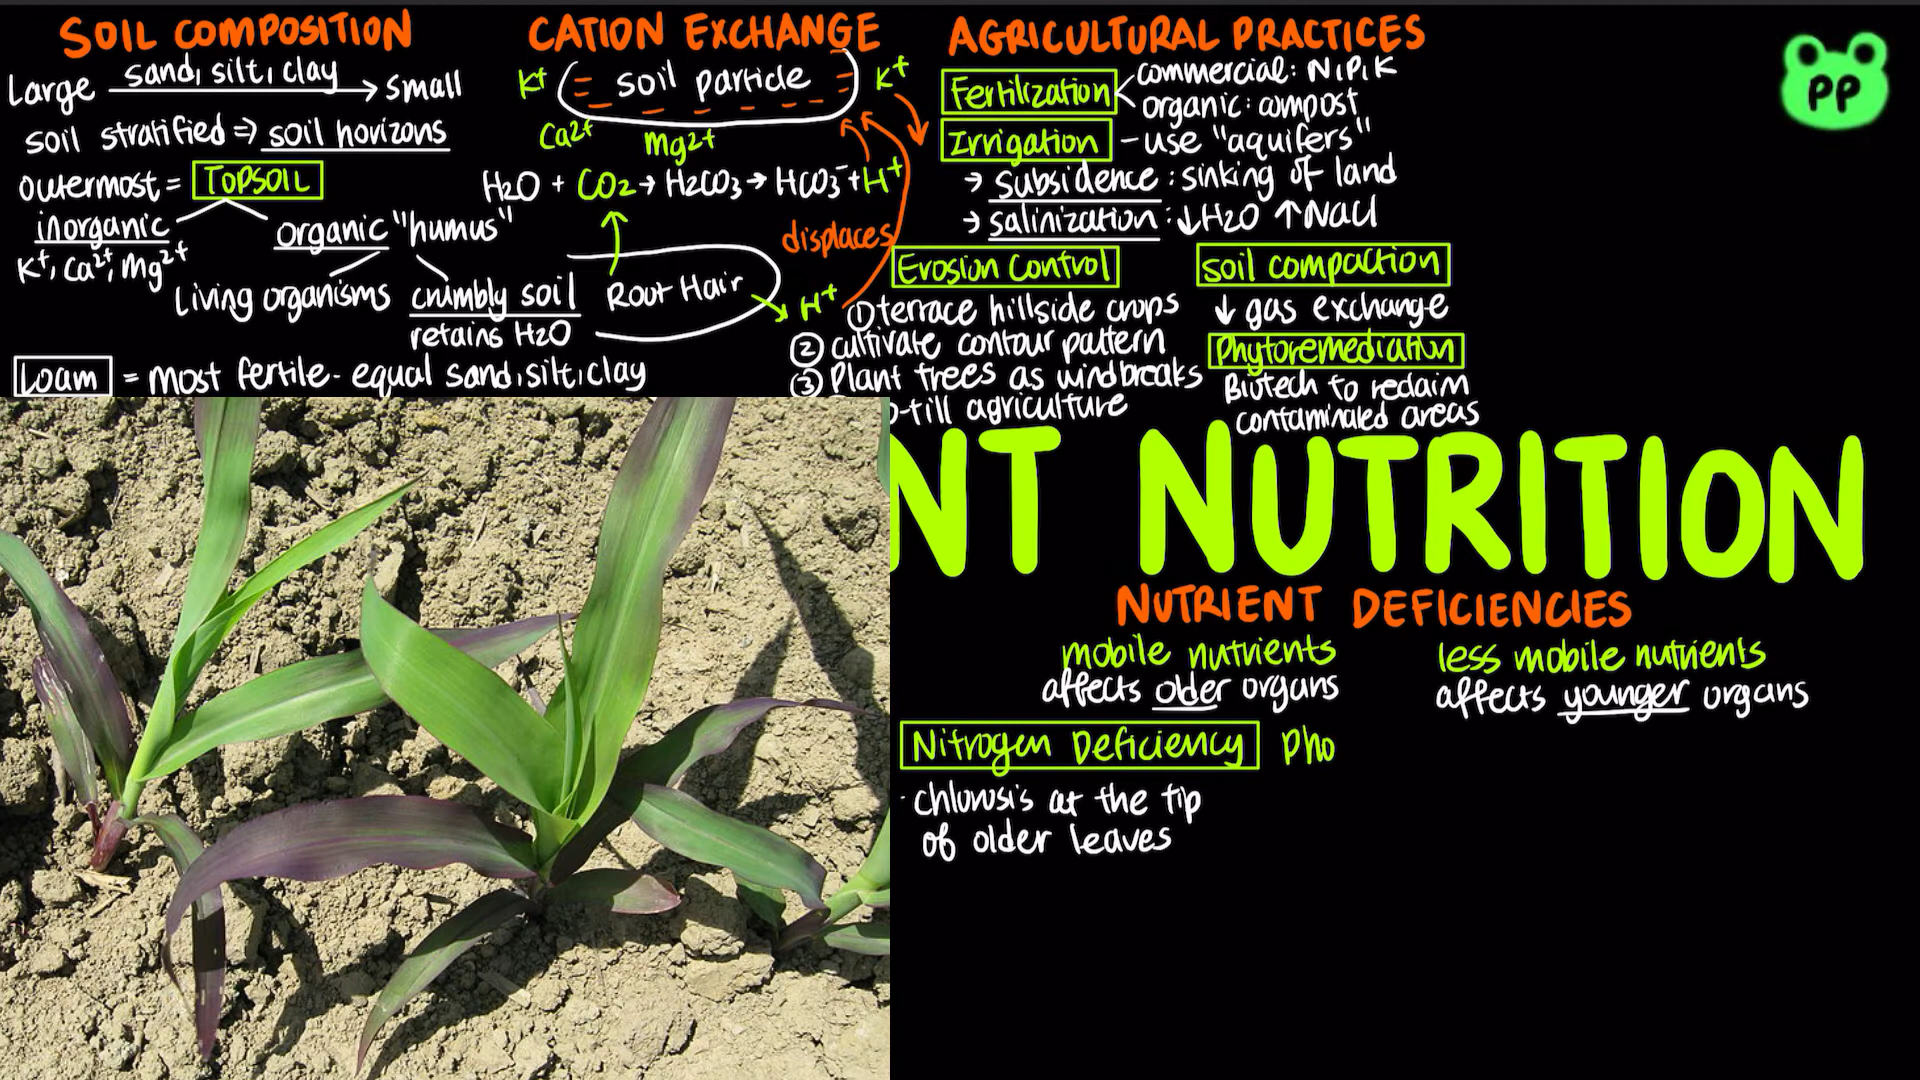 SOIL COMPOSITION
Large sand, silt, clay → small
soil stratified => soil horizons
outermost = TOPSOIL
inorganic
organic "humus"
K+, Ca2+, Mg2+
Living organisms
crumbly soil
retains H2O
Loam = most fertile - equal sand, silt, clay
CATION EXCHANGE
K+ soil particle K+
Ca2+ Mg2+
H2O + CO2 → H2CO3 → HCO3- + H+
displaces
Root Hair
H+
AGRICULTURAL PRACTICES
Fertilization commercial: N, P, K
organic: compost
Irrigation - use "aquifers"
→ subsidence : sinking of land
→ salinization : ↓H2O ↑NaCl
Erosion Control
① terrace hillside crops
② cultivate contour pattern
③ Plant trees as windbreaks
o-till agriculture
soil compaction
↓ gas exchange
Phytoremediation
Biotech to reclaim
contaminated areas
PP
NT NUTRITION
NUTRIENT DEFICIENCIES
mobile nutrients
affects older organs
less mobile nutrients
affects younger organs
Nitrogen Deficiency Pho
· chlorosis at the tip
of older leaves